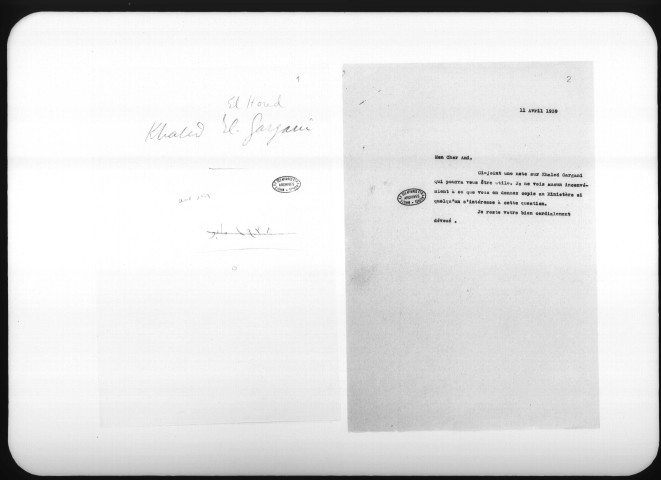 1
El Houd
Khaled El-Gargani
2
11 Avril 1939
Mon Cher Ami,
Ci-joint une note sur Khaled Gargani
qui pourra vous être utile. Je ne vois aucun inconvé-
nient à ce que vous en donnez copie au Ministère si
quelqu'un s'intéresse à cette question.
Je reste votre bien cordialement
dévoué .